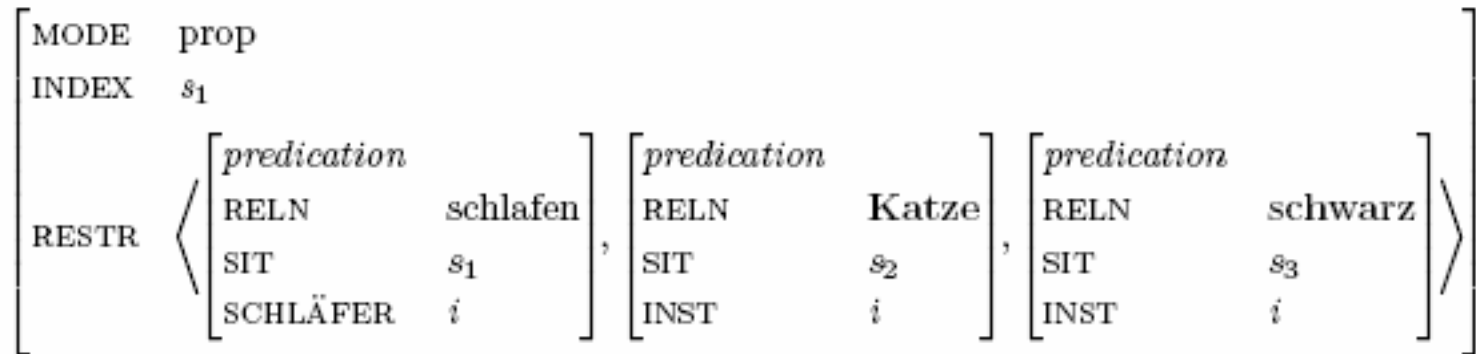 MODE prop
INDEX s₁
predication predication predication
RELN schlafen RELN Katze RELN schwarz
RESTR ⟨ , , ⟩
SIT s₁ SIT s₂ SIT s₃
SCHLÄFER i INST i INST i